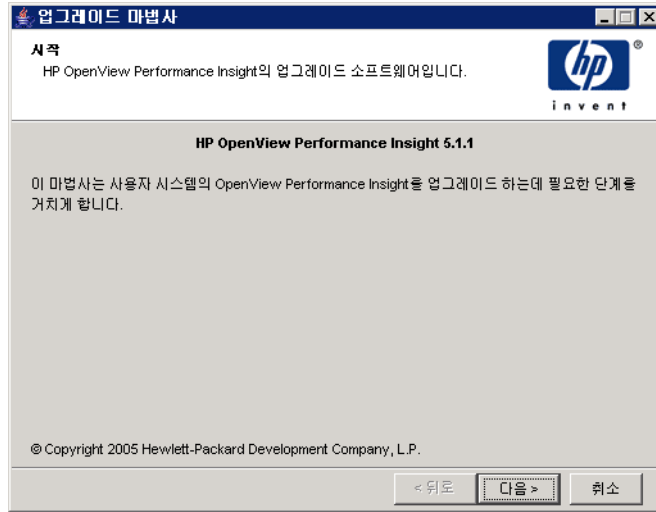 업그레이드 마법사
시작
HP OpenView Performance Insight의 업그레이드 소프트웨어입니다.
hp
®
invent
HP OpenView Performance Insight 5.1.1
이 마법사는 사용자 시스템의 OpenView Performance Insight를 업그레이드 하는데 필요한 단계를
거치게 합니다.
© Copyright 2005 Hewlett-Packard Development Company, L.P.
< 뒤로
다음 >
취소